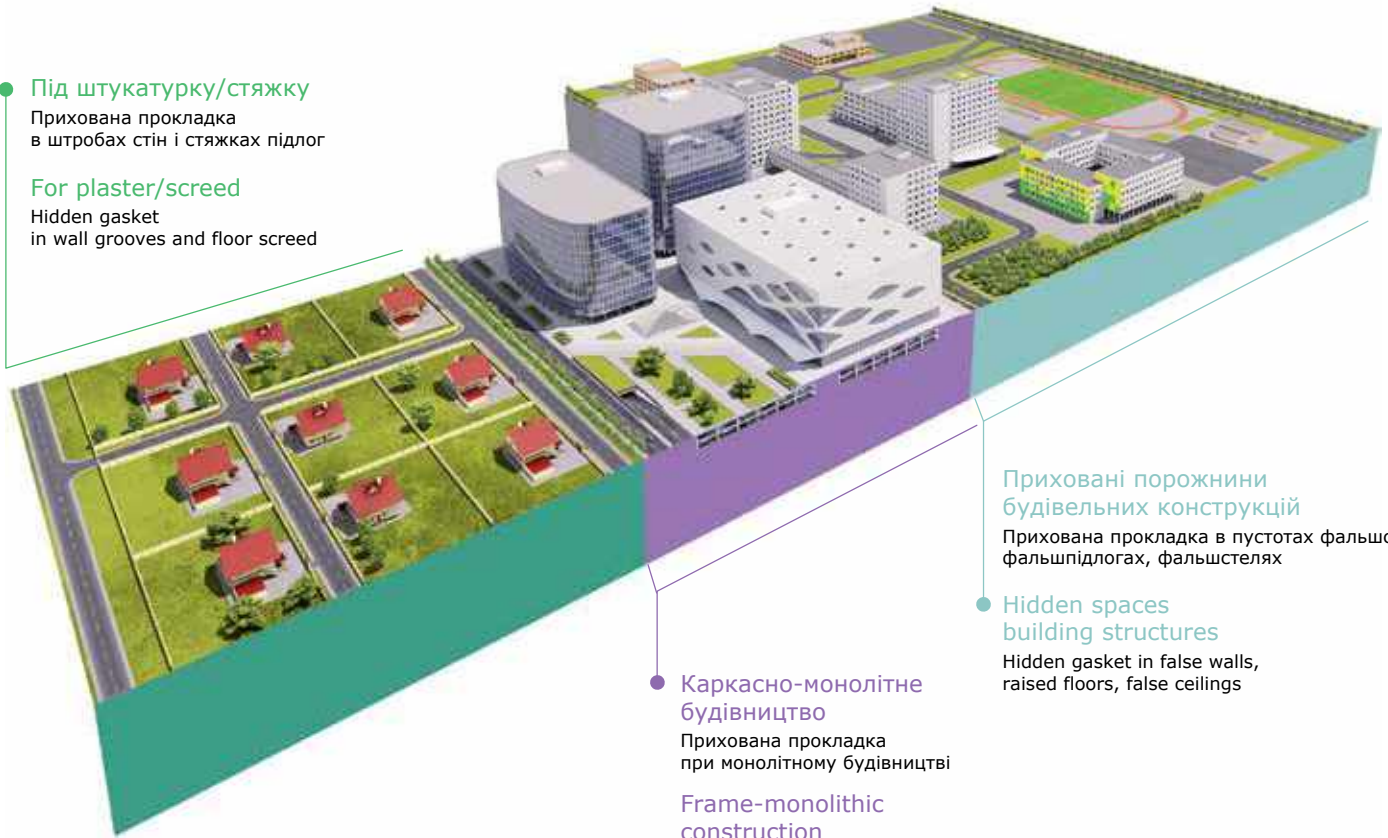 Під штукатурку/стяжку
Прихована прокладка
в штробах стін і стяжках підлог
For plaster/screed
Hidden gasket
in wall grooves and floor screed
Приховані порожнини
будівельних конструкцій
Прихована прокладка в пустотах
фальшпідлогах, фальшстелях
Hidden spaces
building structures
Hidden gasket in false walls,
raised floors, false ceilings
Каркасно-монолітне
будівництво
Прихована прокладка
при монолітному будівництві
Frame-monolithic
construction